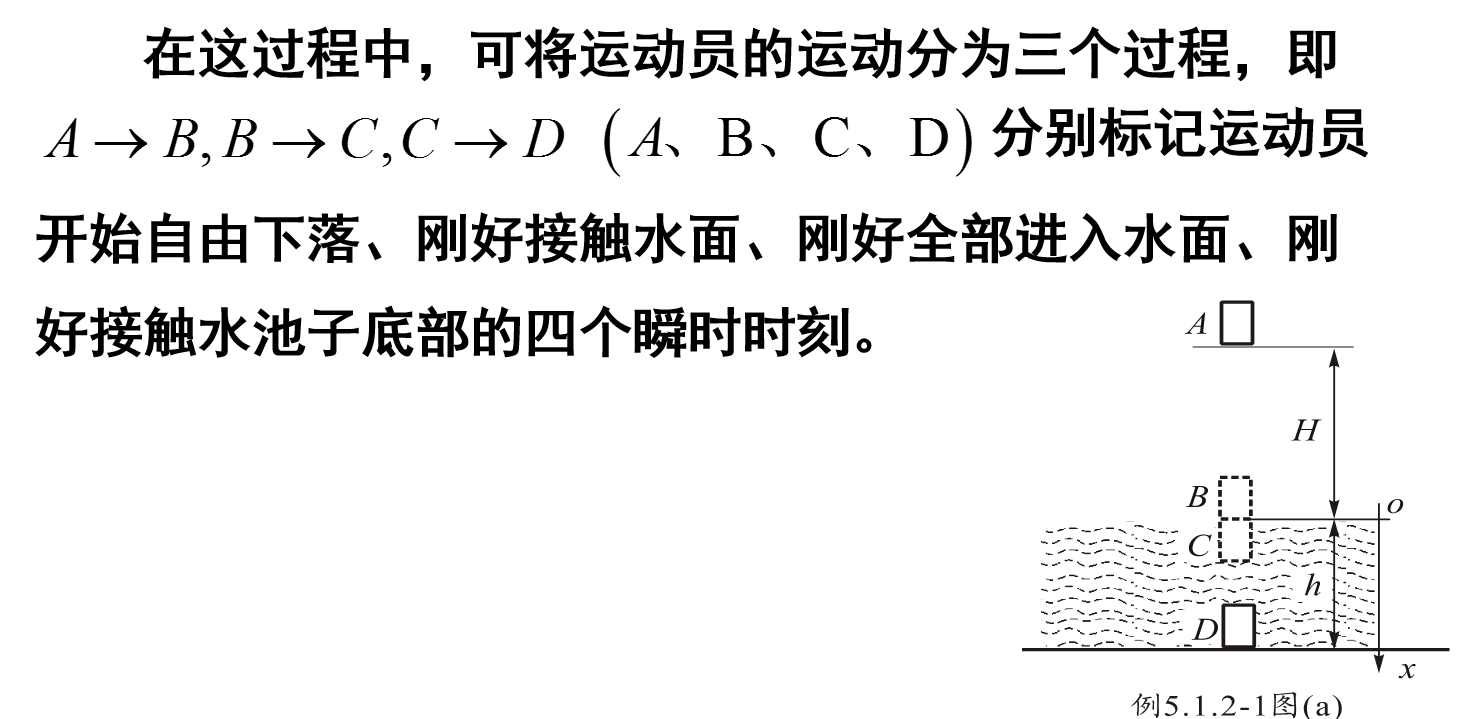 在这过程中，可将运动员的运动分为三个过程，即
A→B,B→C,C→D（A、B、C、D）分别标记运动员
开始自由下落、刚好接触水面、刚好全部进入水面、刚
好接触水池子底部的四个瞬时时刻。
A
H
B
o
C
h
D
x
例5.1.2-1图(a)